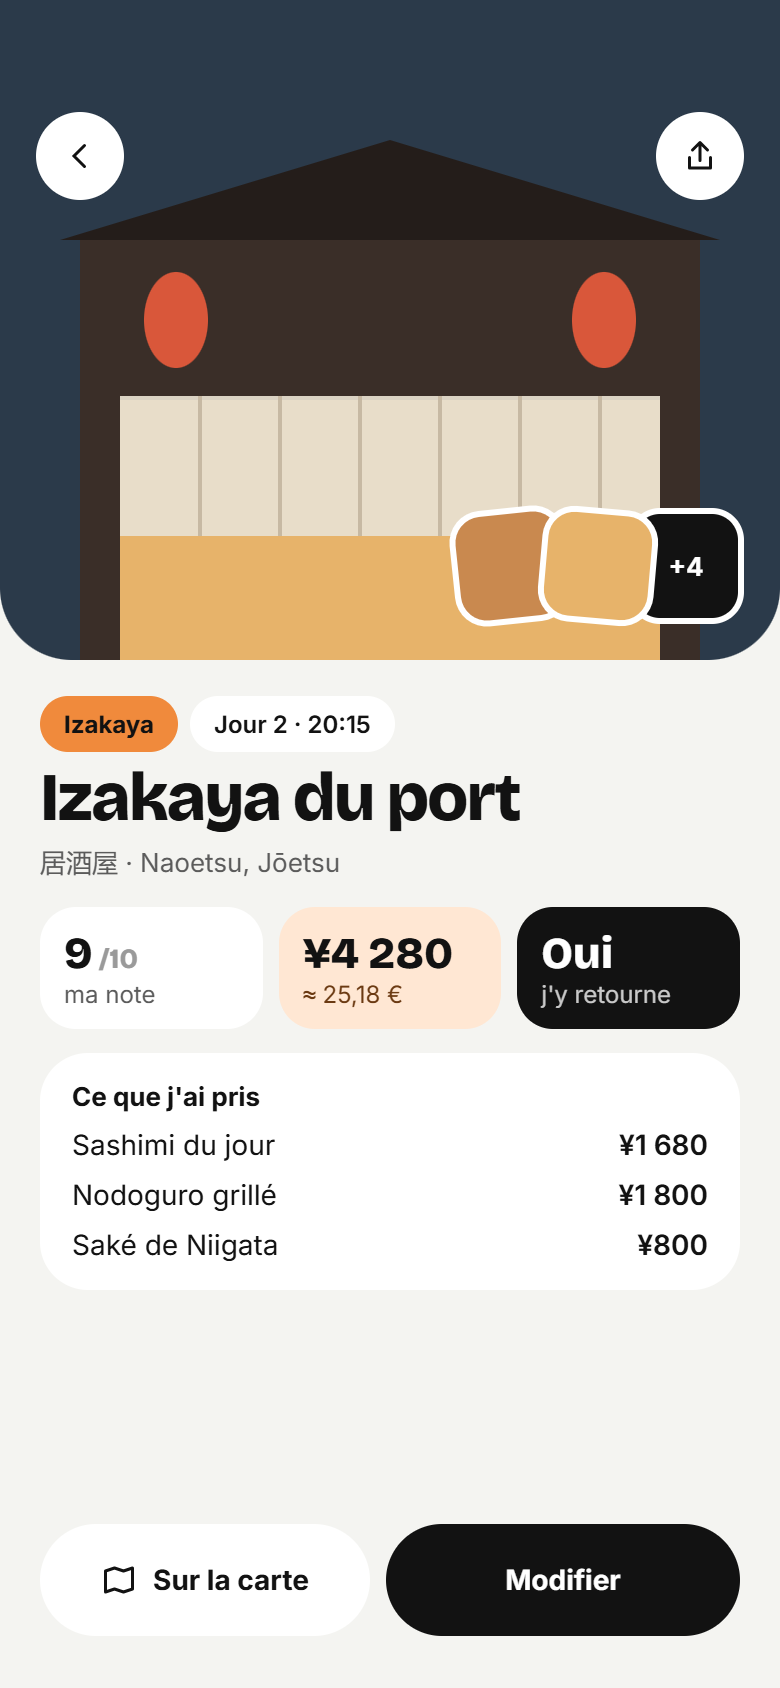 +4
Izakaya
Jour 2 · 20:15
Izakaya du port
居酒屋 · Naoetsu, Jōetsu
9 /10
ma note
¥4 280
≈ 25,18 €
Oui
j'y retourne
Ce que j'ai pris
Sashimi du jour ¥1 680
Nodoguro grillé ¥1 800
Saké de Niigata ¥800
Sur la carte
Modifier